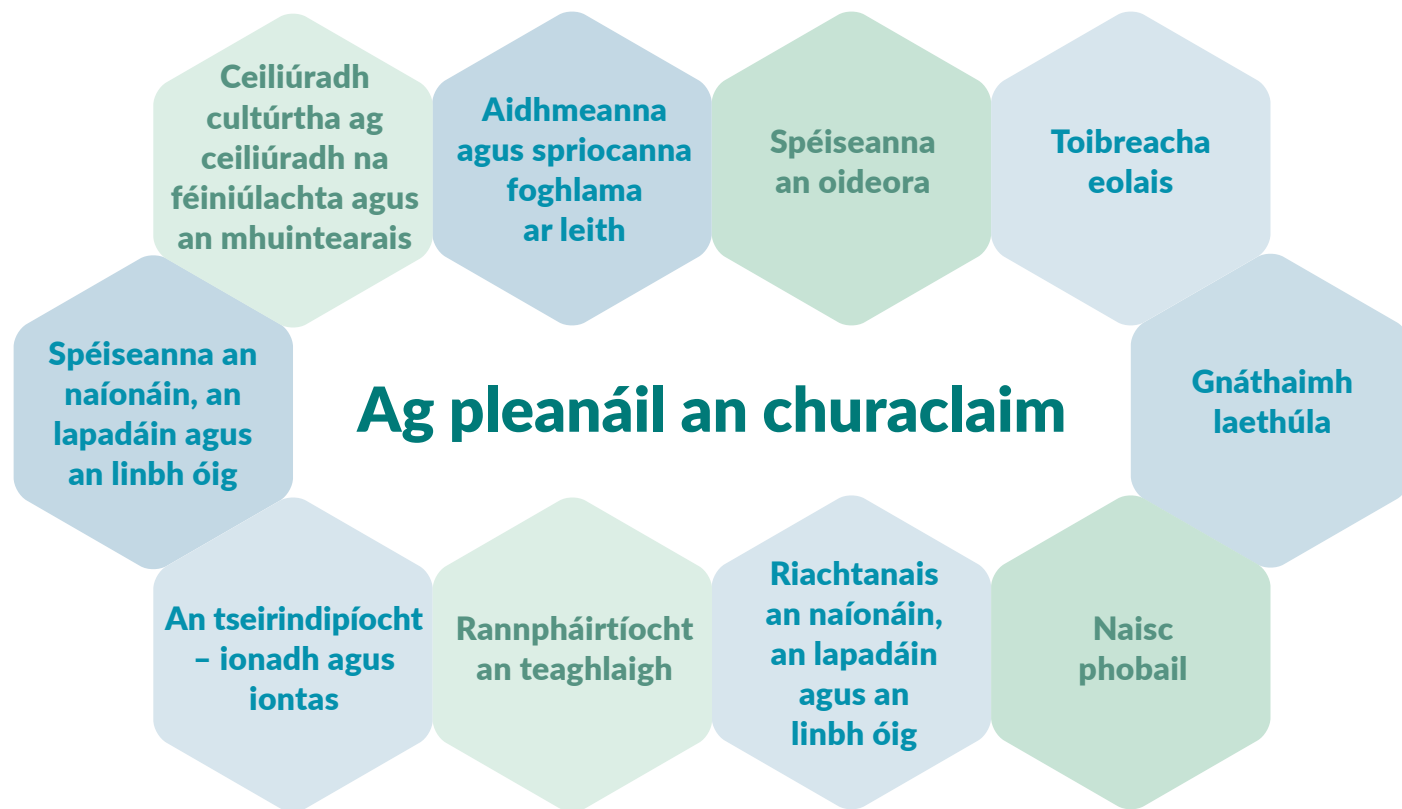 Ceiliúradh
cultúrtha ag
ceiliúradh na
féiniúlachta agus
an mhuintearais
Aidhmeanna
agus spriocanna
foghlama
ar leith
Spéiseanna
an oideora
Toibreacha
eolais
Spéiseanna an
naíonáin, an
lapadáin agus
an linbh óig
Ag pleanáil an churaclaim
Gnáthaimh
laethúla
An tseirindipíocht
– ionadh agus
iontas
Rannpháirtíocht
an teaghlaigh
Riachtanais
an naíonáin,
an lapadáin
agus an
linbh óig
Naisc
phobail